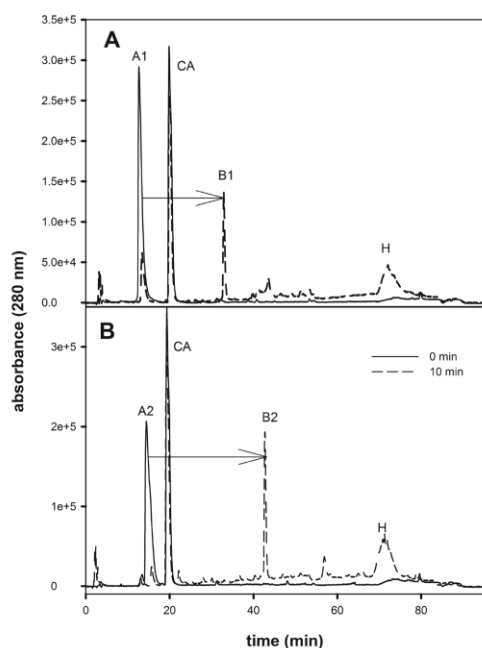 A
A1
CA
B1
H
3.5e+5
3.0e+5
2.5e+5
2.0e+5
1.5e+5
1.0e+5
5.0e+4
0.0
absorbance (280 nm)
B
A2
CA
B2
H
0 min
10 min
3e+5
2e+5
1e+5
0
0 20 40 60 80
time (min)